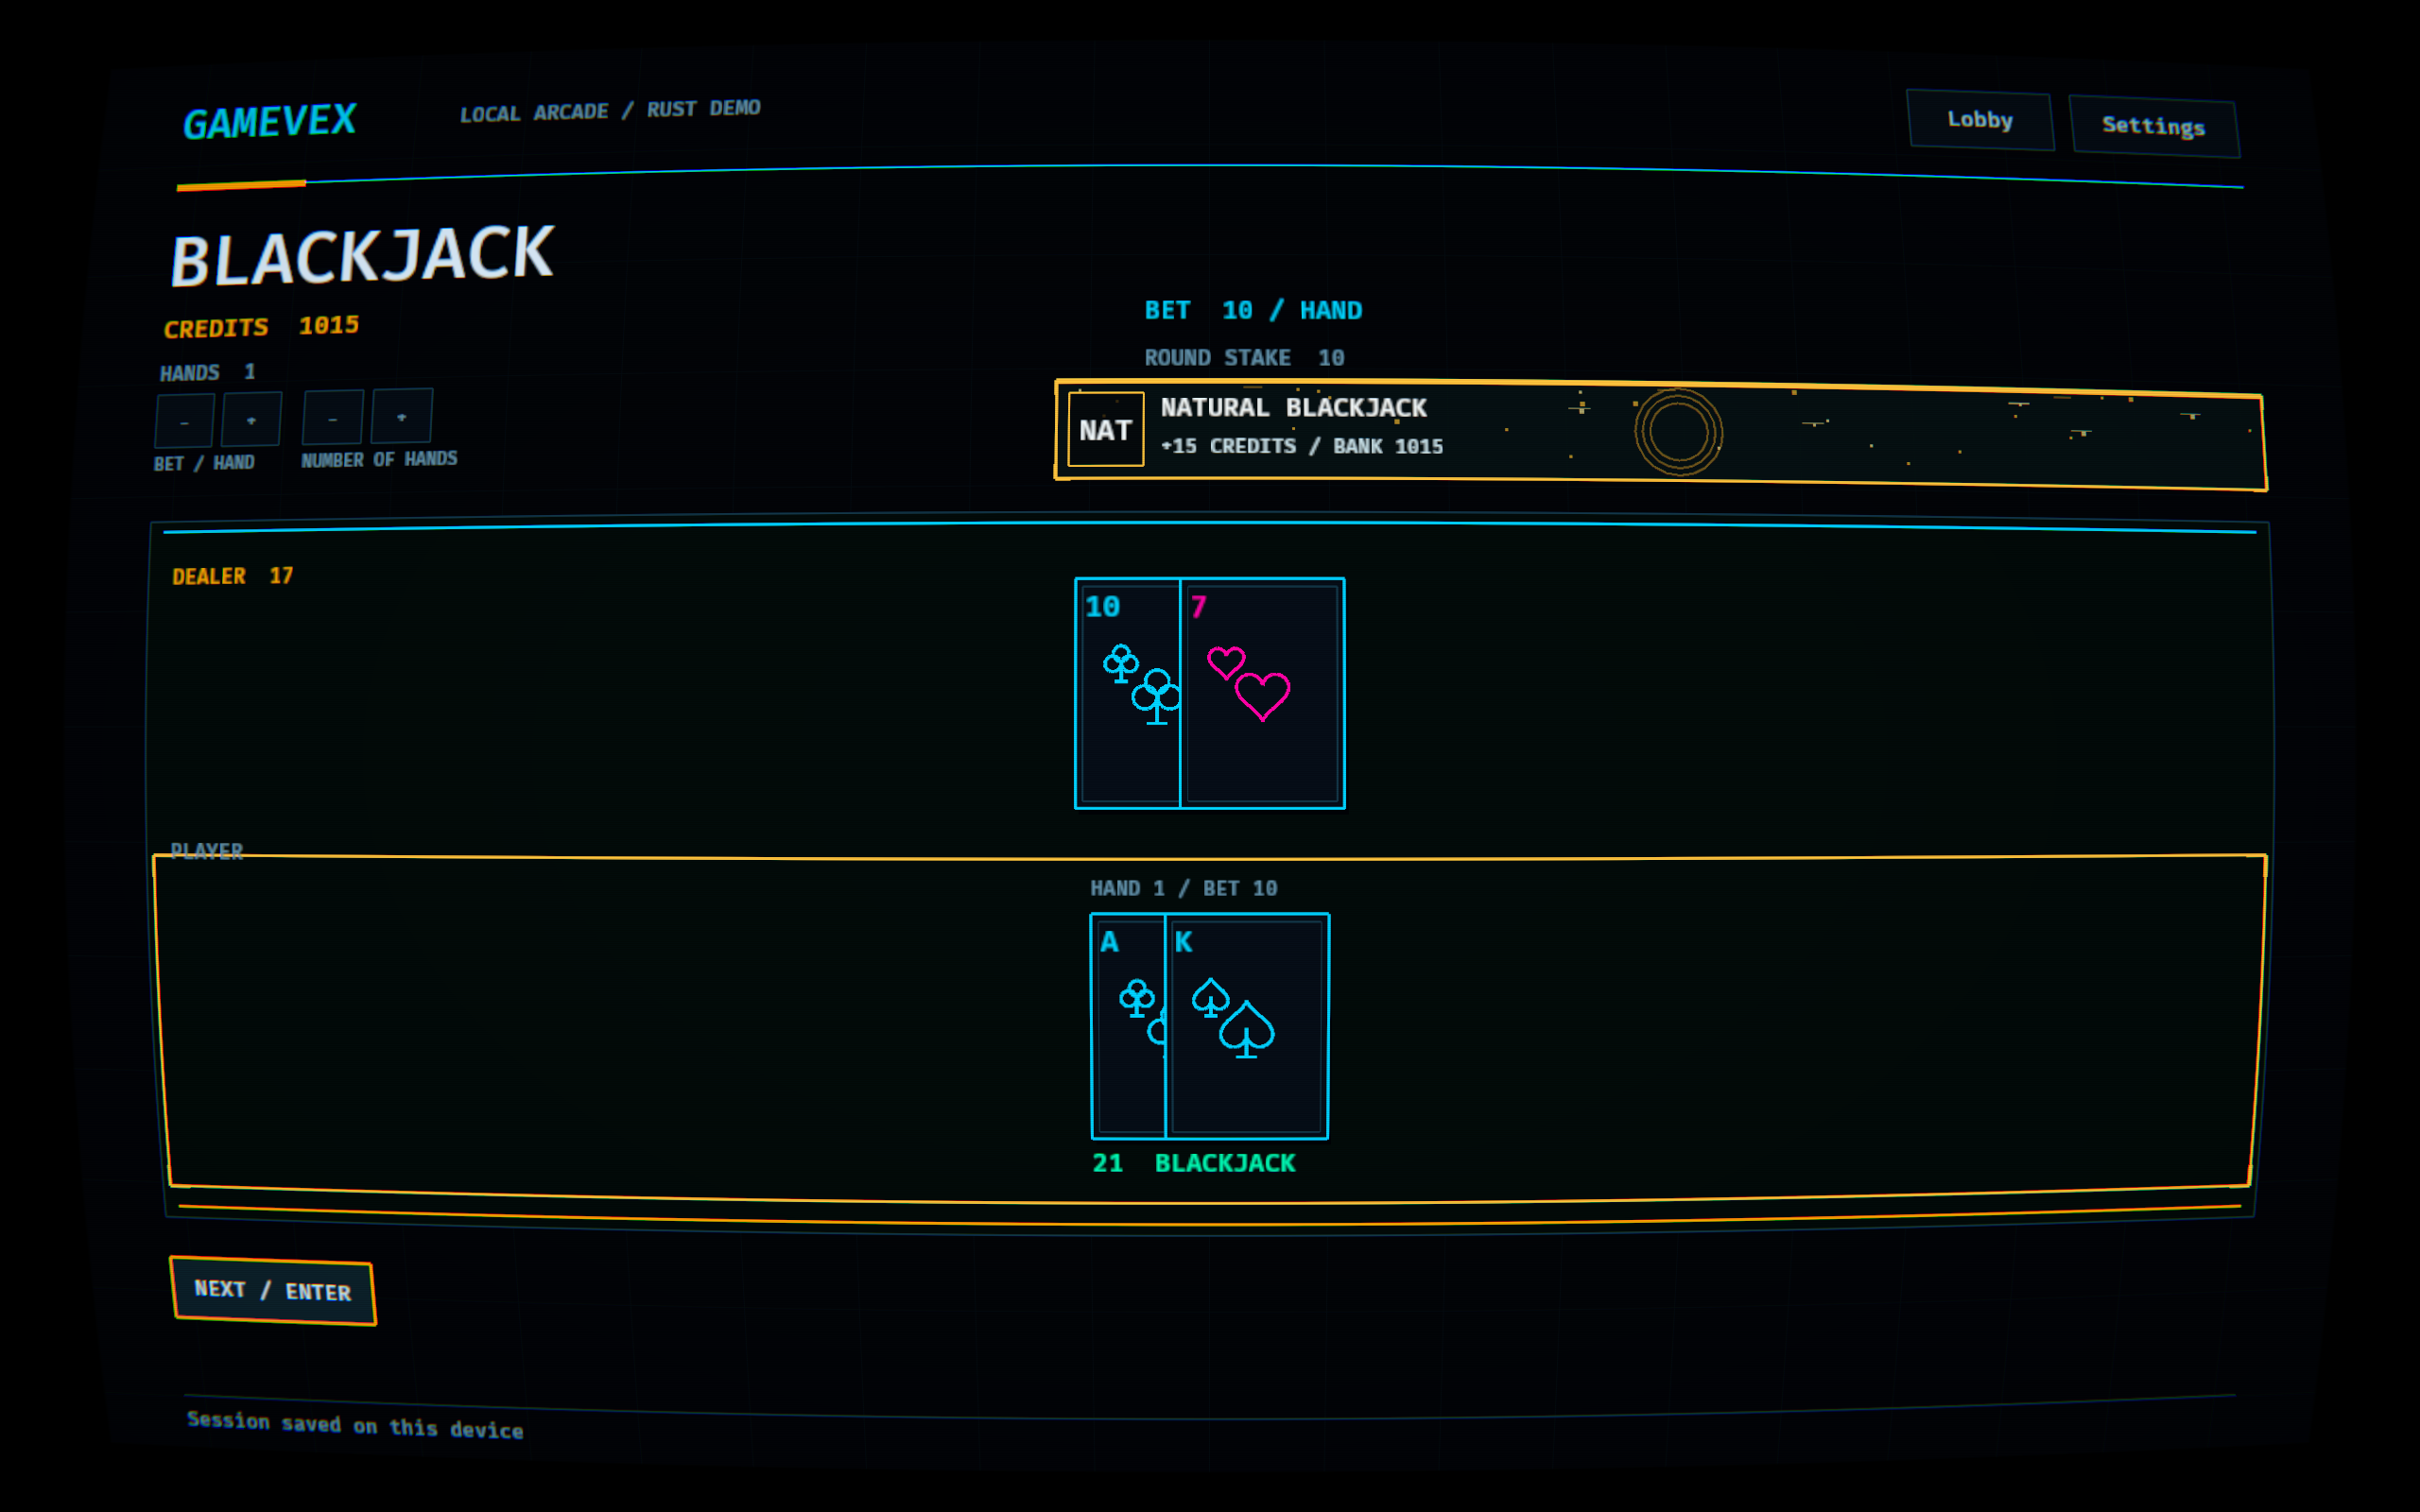 GAMEVEX
LOCAL ARCADE / RUST DEMO
Lobby
Settings
BLACKJACK
CREDITS 1015
BET 10 / HAND
HANDS 1
ROUND STAKE 10
- + - +
BET / HAND
NUMBER OF HANDS
NAT
NATURAL BLACKJACK
+15 CREDITS / BANK 1015
DEALER 17
10
7
PLAYER
HAND 1 / BET 10
A
K
21 BLACKJACK
NEXT / ENTER
Session saved on this device